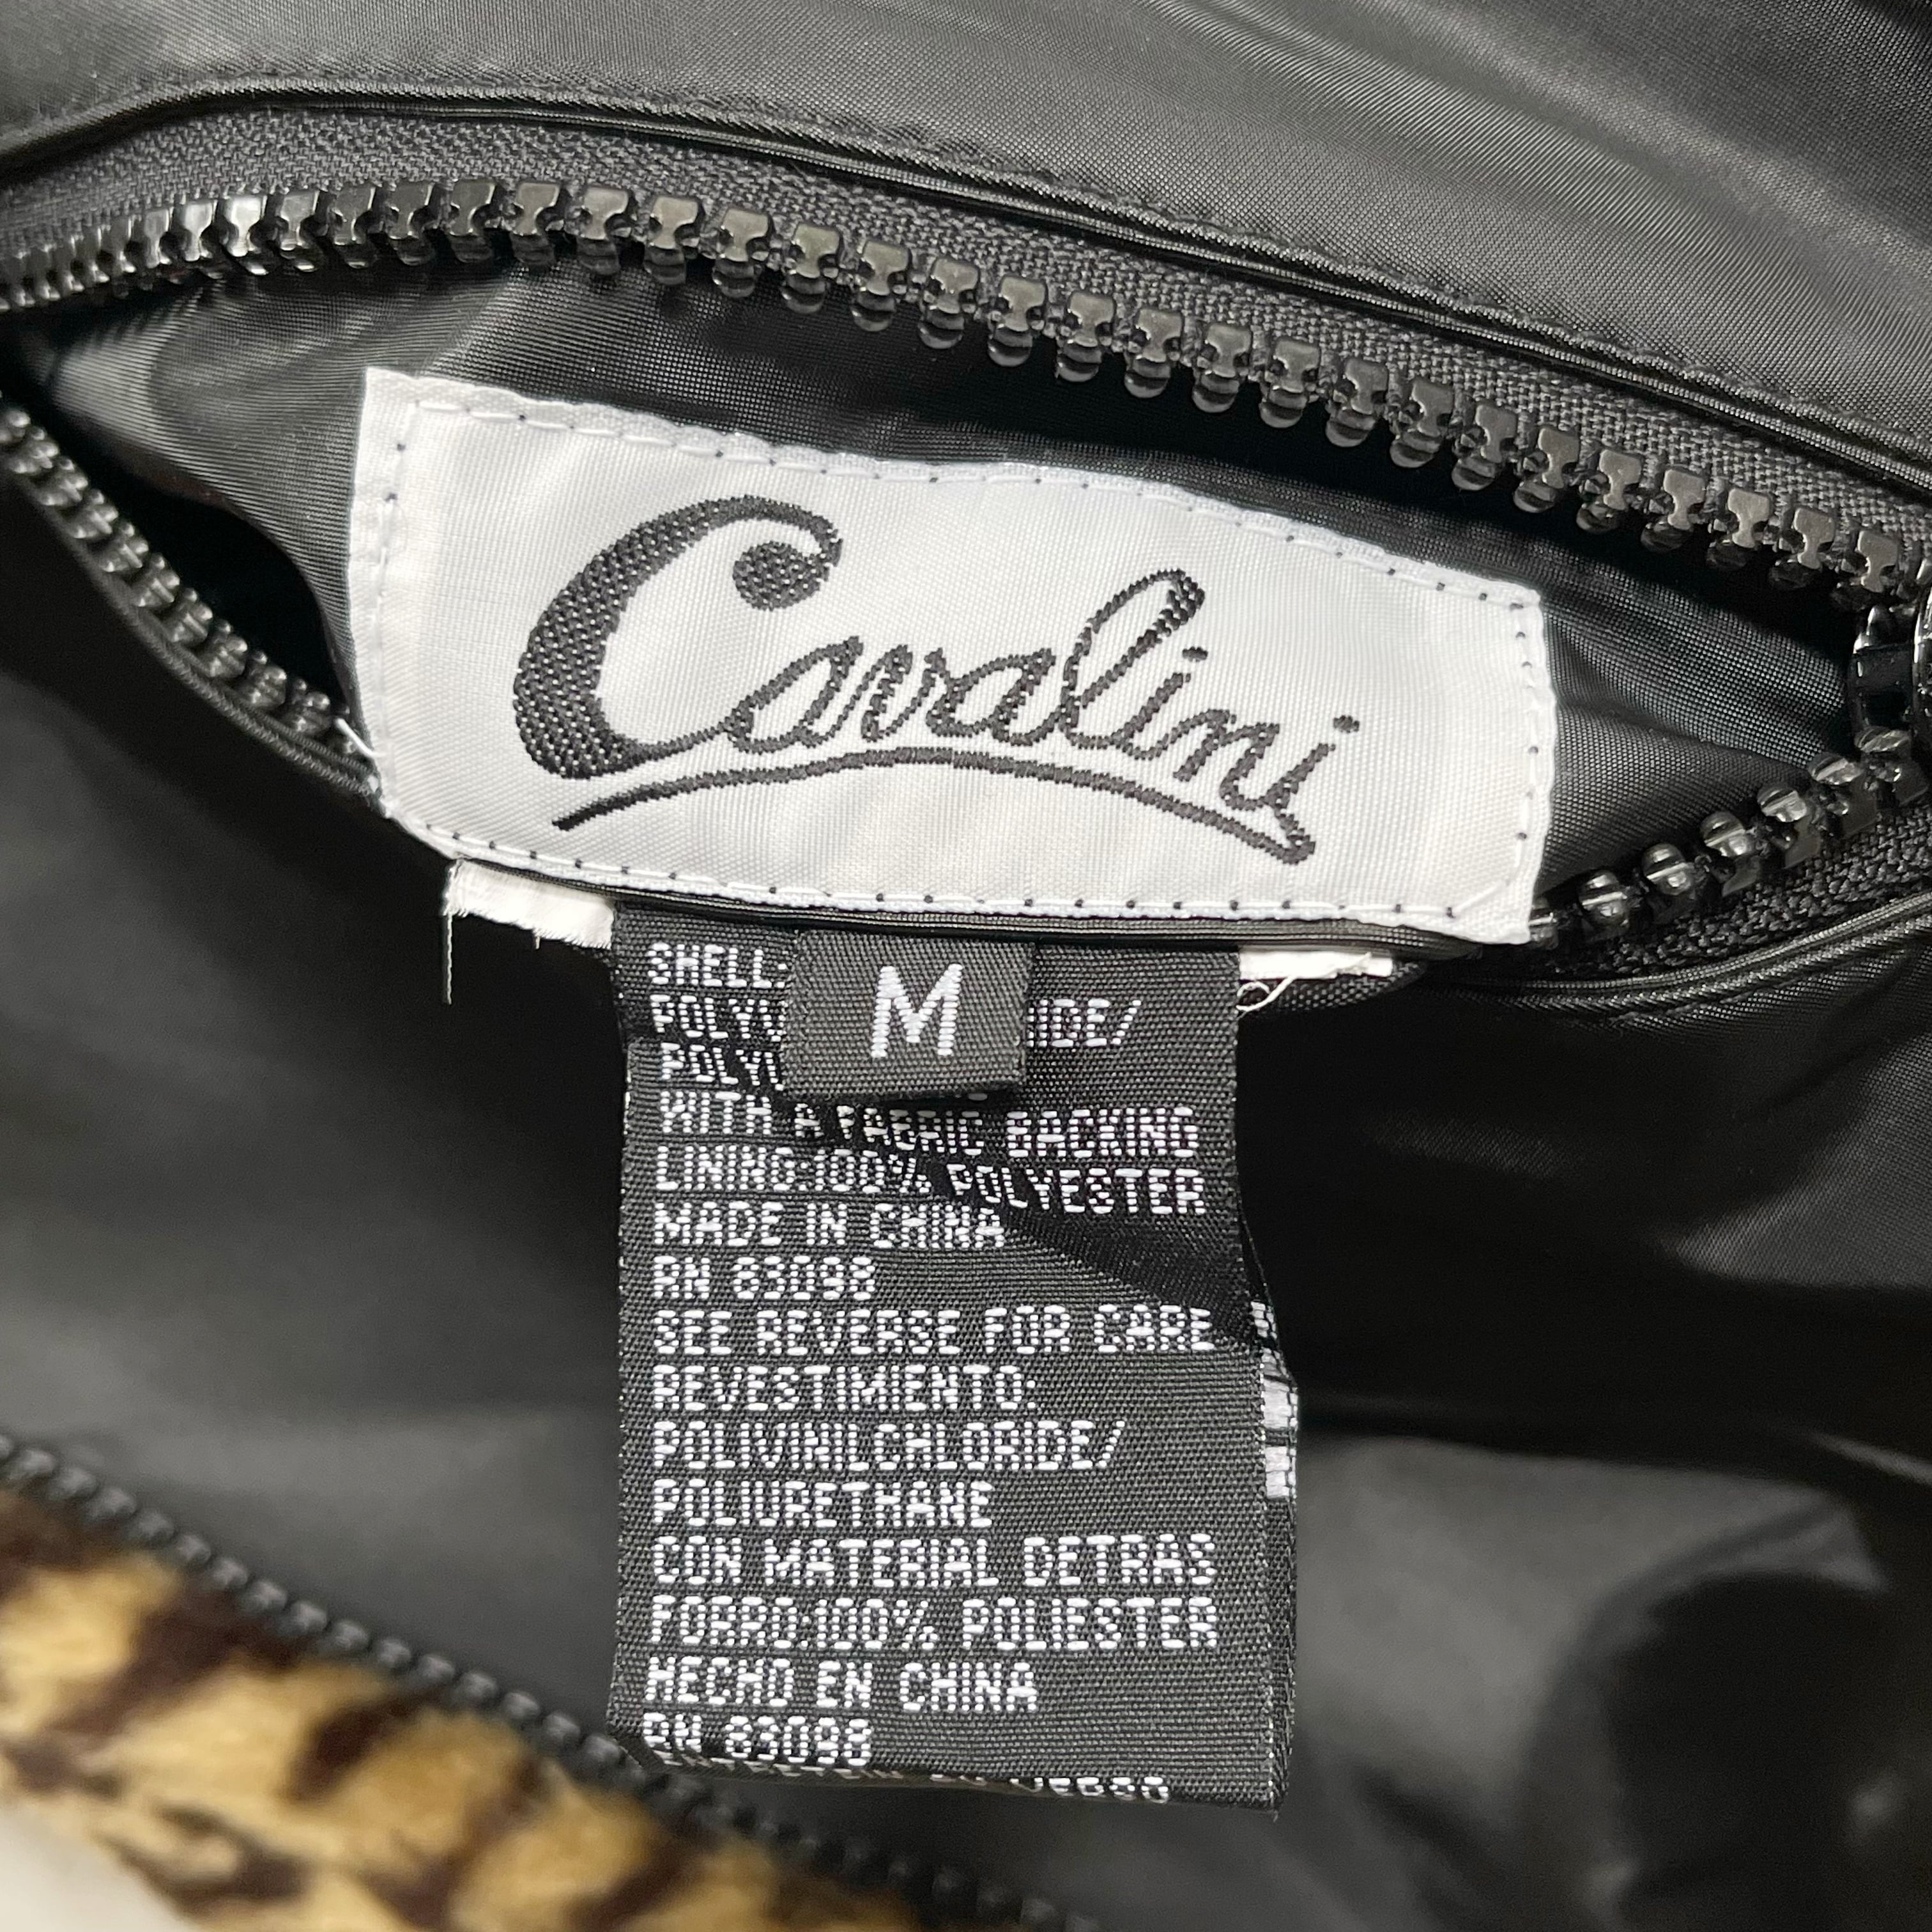 Cavalini
M
SHELL:
IDE/
WITH A FABRIC BACKING
LINING:100% POLYESTER
MADE IN CHINA
RN 83098
SEE REVERSE FOR CARE
REVESTIMIENTO:
POLIVINILCHLORIDE/
POLIURETHANE
CON MATERIAL DETRAS
FORRO:100% POLIESTER
HECHO EN CHINA
RN 83098